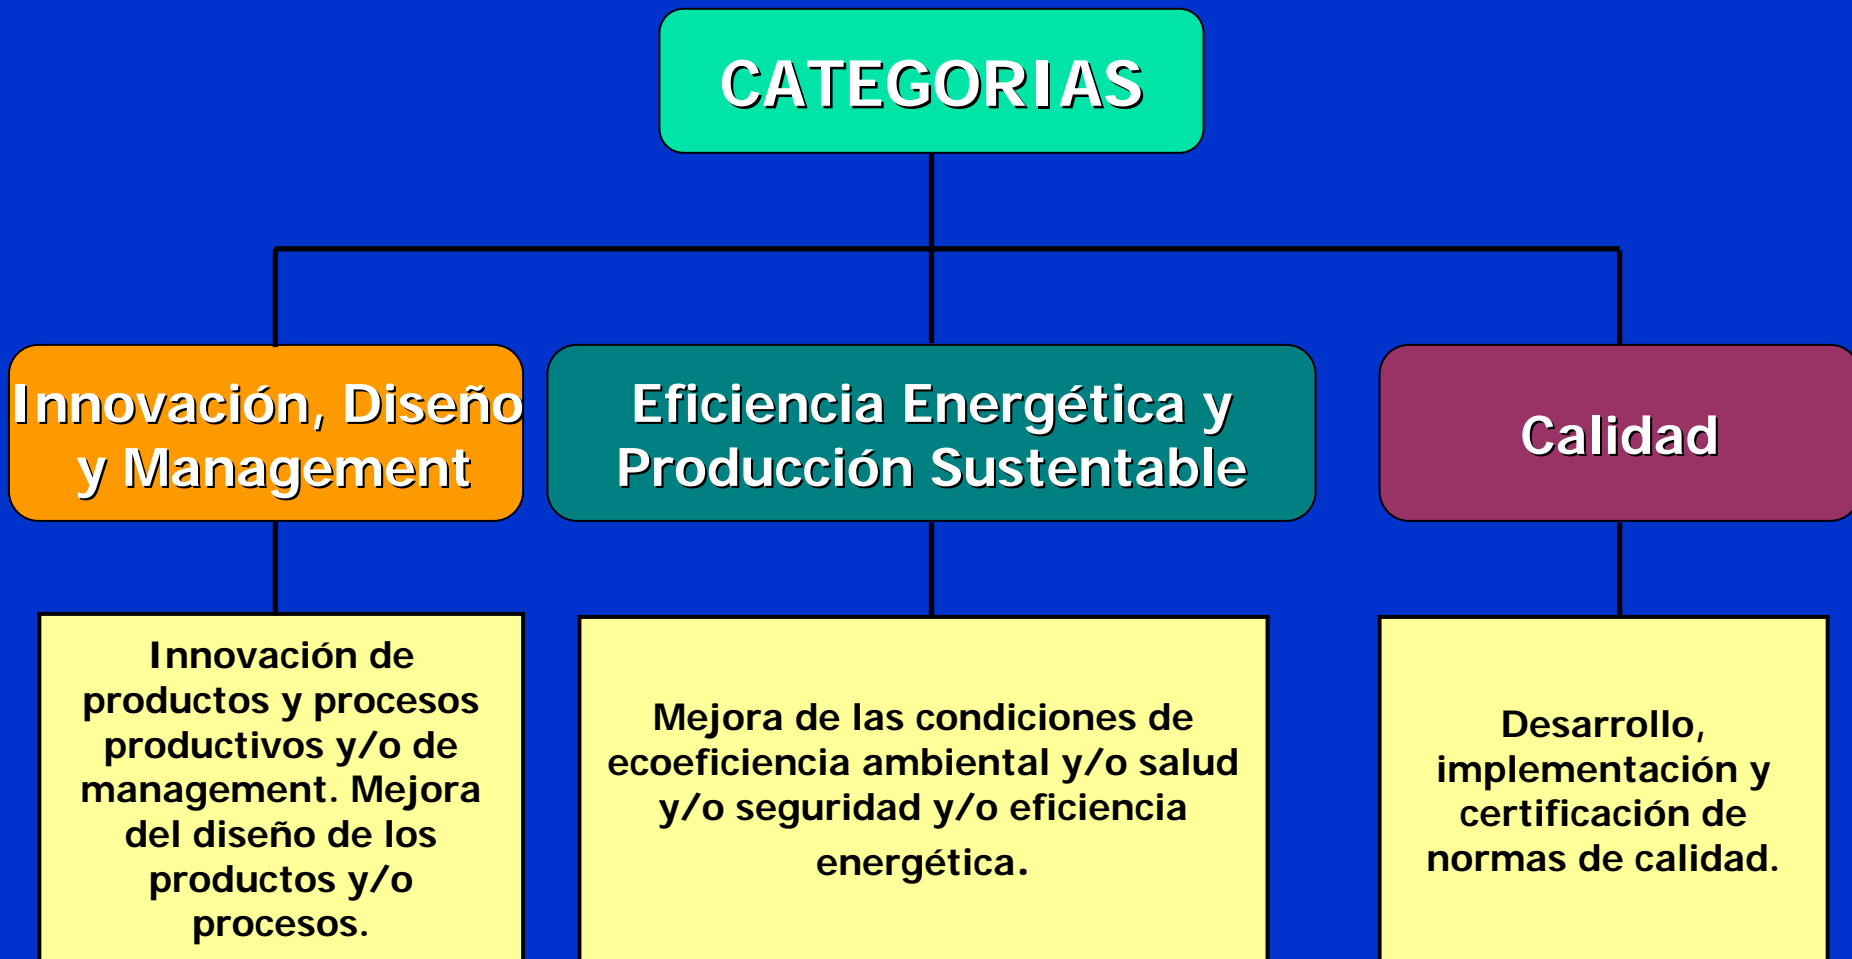 CATEGORIAS
Innovación, Diseño
y Management
Eficiencia Energética y
Producción Sustentable
Calidad
Innovación de
productos y procesos
productivos y/o de
management. Mejora
del diseño de los
productos y/o
procesos.
Mejora de las condiciones de
ecoeficiencia ambiental y/o salud
y/o seguridad y/o eficiencia
energética.
Desarrollo,
implementación y
certificación de
normas de calidad.